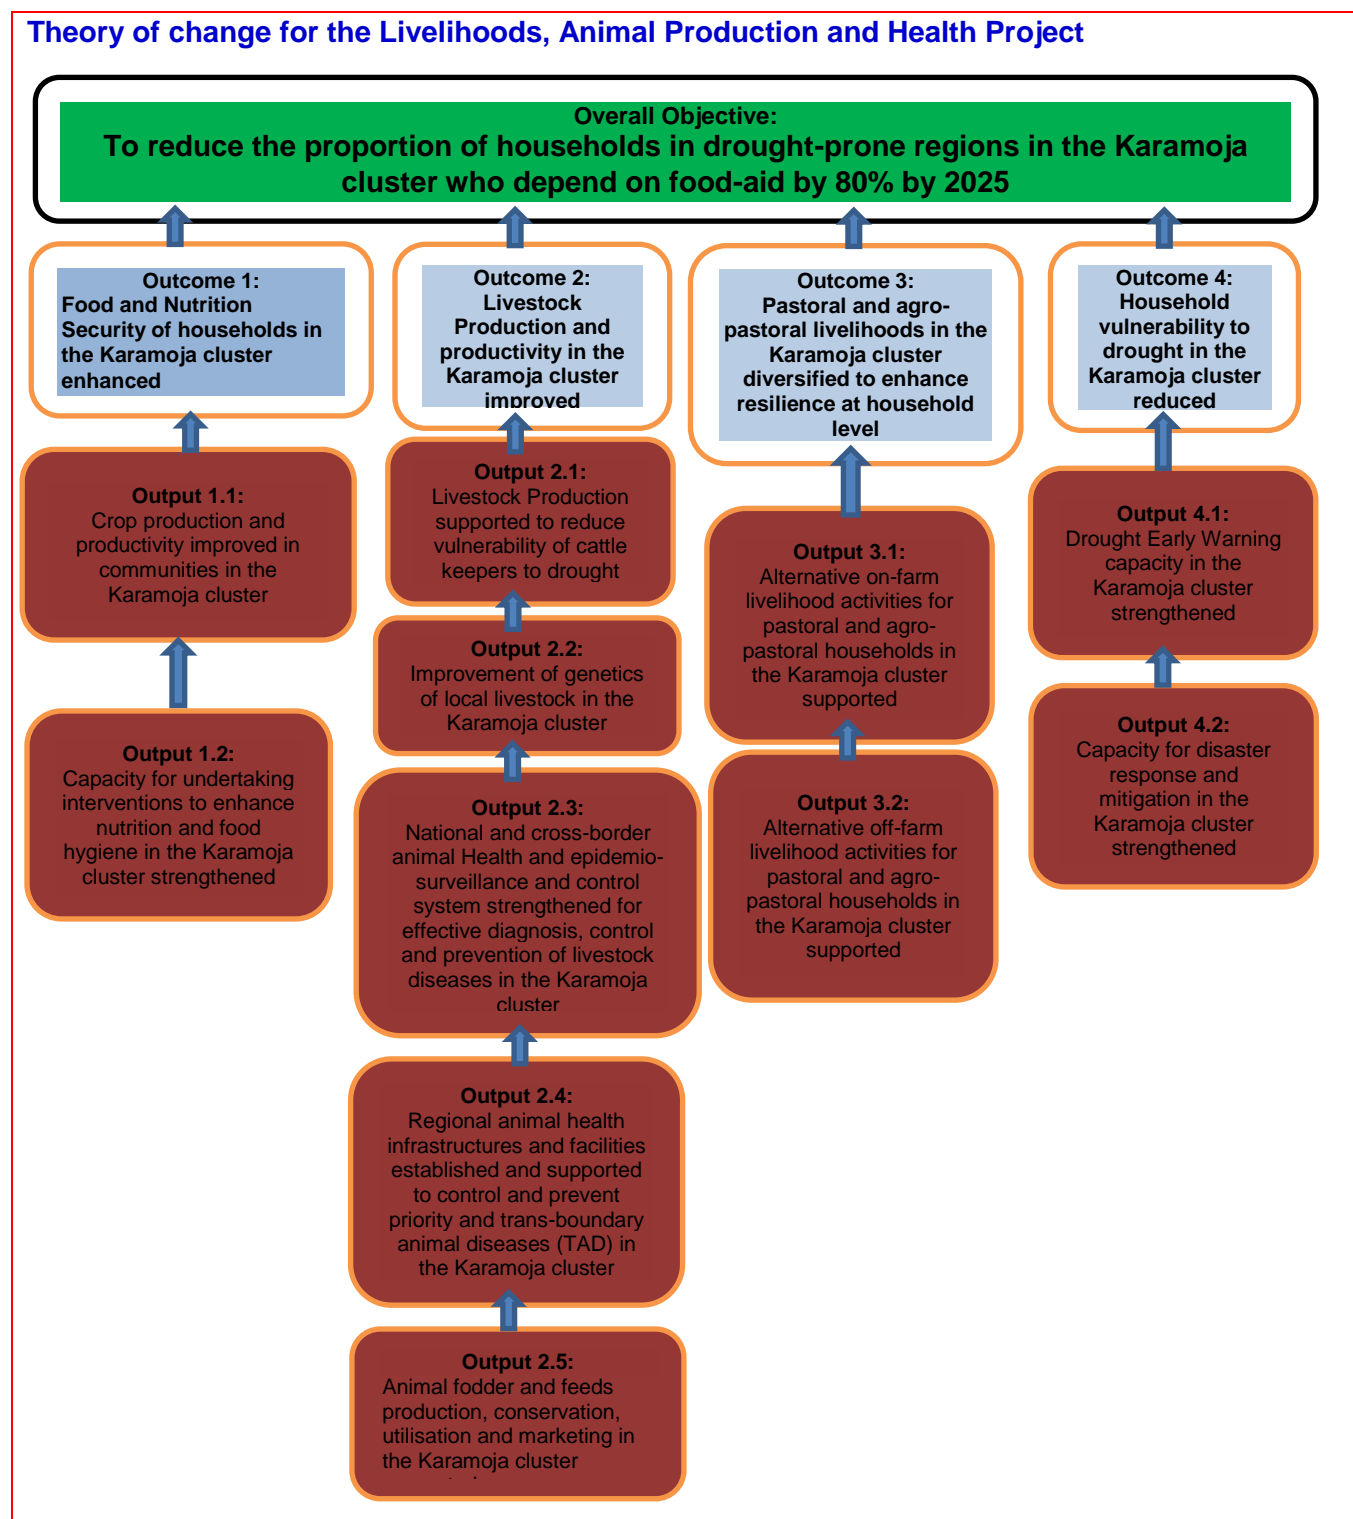 Theory of change for the Livelihoods, Animal Production and Health Project
Overall Objective:
To reduce the proportion of households in drought-prone regions in the Karamoja
cluster who depend on food-aid by 80% by 2025
Outcome 1:
Food and Nutrition
Security of households in
the Karamoja cluster
enhanced
Outcome 2:
Livestock
Production and
productivity in the
Karamoja cluster
improved
Outcome 3:
Pastoral and agro-
pastoral livelihoods in the
Karamoja cluster
diversified to enhance
resilience at household
level
Outcome 4:
Household
vulnerability to
drought in the
Karamoja cluster
reduced
Output 1.1:
Crop production and
productivity improved in
communities in the
Karamoja cluster
Output 1.2:
Capacity for undertaking
interventions to enhance
nutrition and food
hygiene in the Karamoja
cluster strengthened
Output 2.1:
Livestock Production
supported to reduce
vulnerability of cattle
keepers to drought
Output 2.2:
Improvement of genetics
of local livestock in the
Karamoja cluster
Output 2.3:
National and cross-border
animal Health and epidemio-
surveillance and control
system strengthened for
effective diagnosis, control
and prevention of livestock
diseases in the Karamoja
cluster
Output 2.4:
Regional animal health
infrastructures and facilities
established and supported
to control and prevent
priority and trans-boundary
animal diseases (TAD) in
the Karamoja cluster
Output 2.5:
Animal fodder and feeds
production, conservation,
utilisation and marketing in
the Karamoja cluster
Output 3.1:
Alternative on-farm
livelihood activities for
pastoral and agro-
pastoral households in
the Karamoja cluster
supported
Output 3.2:
Alternative off-farm
livelihood activities for
pastoral and agro-
pastoral households in
the Karamoja cluster
supported
Output 4.1:
Drought Early Warning
capacity in the
Karamoja cluster
strengthened
Output 4.2:
Capacity for disaster
response and
mitigation in the
Karamoja cluster
strengthened